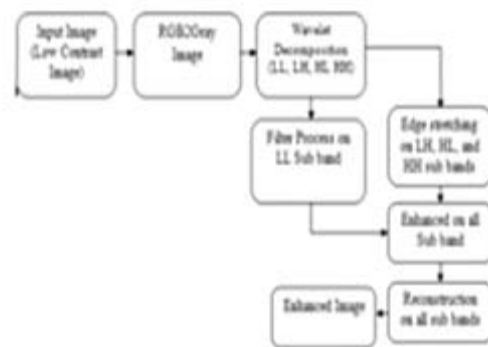 Input Image
(Low Contrast
Image)
RGB2Gray
Image
Wavelet
Decomposition
(LL, LH, HL HH)
Filter Process on
LL Sub band
Edge stretching
on LH, HL, and
HH sub bands
Enhanced on all
Sub band
Reconstruction
on all sub bands
Enhanced Image